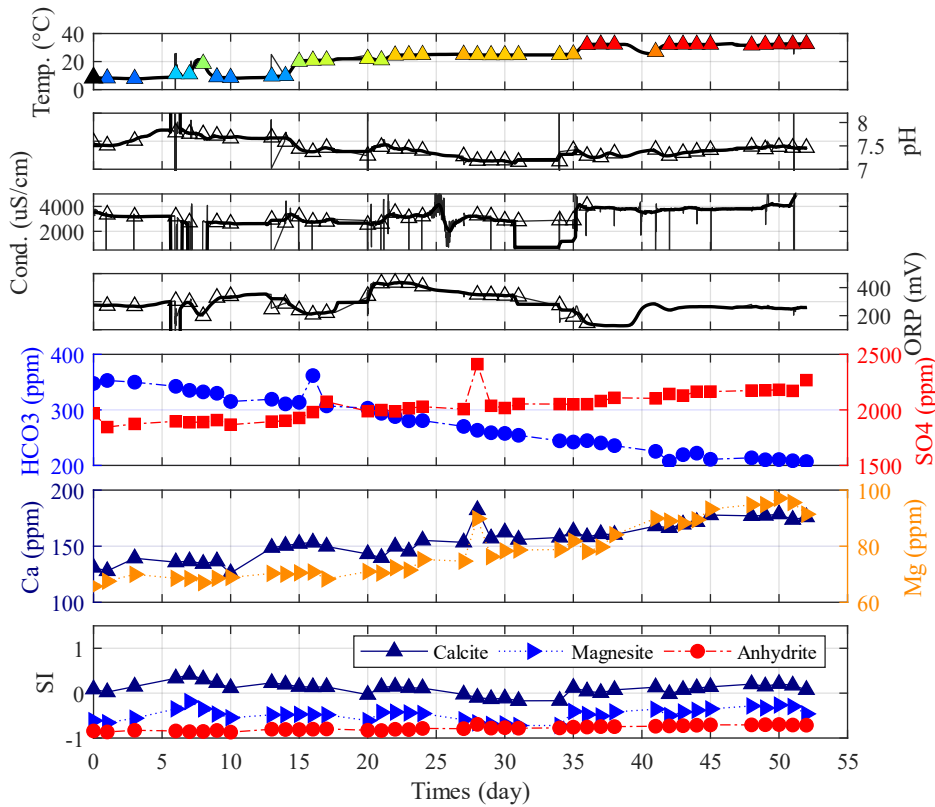 Temp. (°C)
40
20
0
8
7.5
7
pH
Cond. (uS/cm)
4000
2000
400
200
ORP (mV)
HCO3 (ppm)
400
300
200
2500
2000
1500
SO4 (ppm)
Ca (ppm)
200
150
100
100
80
60
Mg (ppm)
SI
1
0
-1
Calcite Magnesite Anhydrite
0 5 10 15 20 25 30 35 40 45 50 55
Times (day)